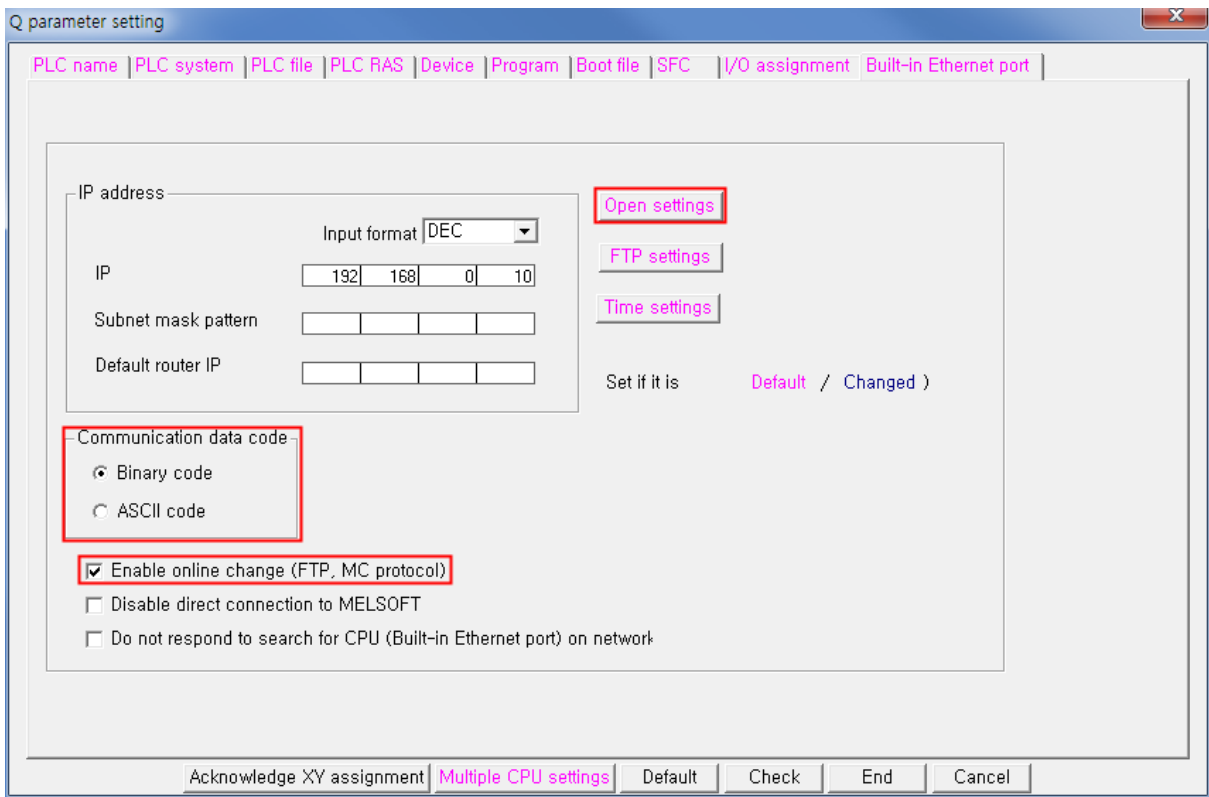 Q parameter setting
PLC name PLC system PLC file PLC RAS Device Program Boot file SFC I/O assignment Built-in Ethernet port
IP address
Input format DEC
IP 192 168 0 10
Subnet mask pattern
Default router IP
Open settings
FTP settings
Time settings
Set if it is Default / Changed )
Communication data code
Binary code
ASCII code
Enable online change (FTP, MC protocol)
Disable direct connection to MELSOFT
Do not respond to search for CPU (Built-in Ethernet port) on network
Acknowledge XY assignment Multiple CPU settings Default Check End Cancel